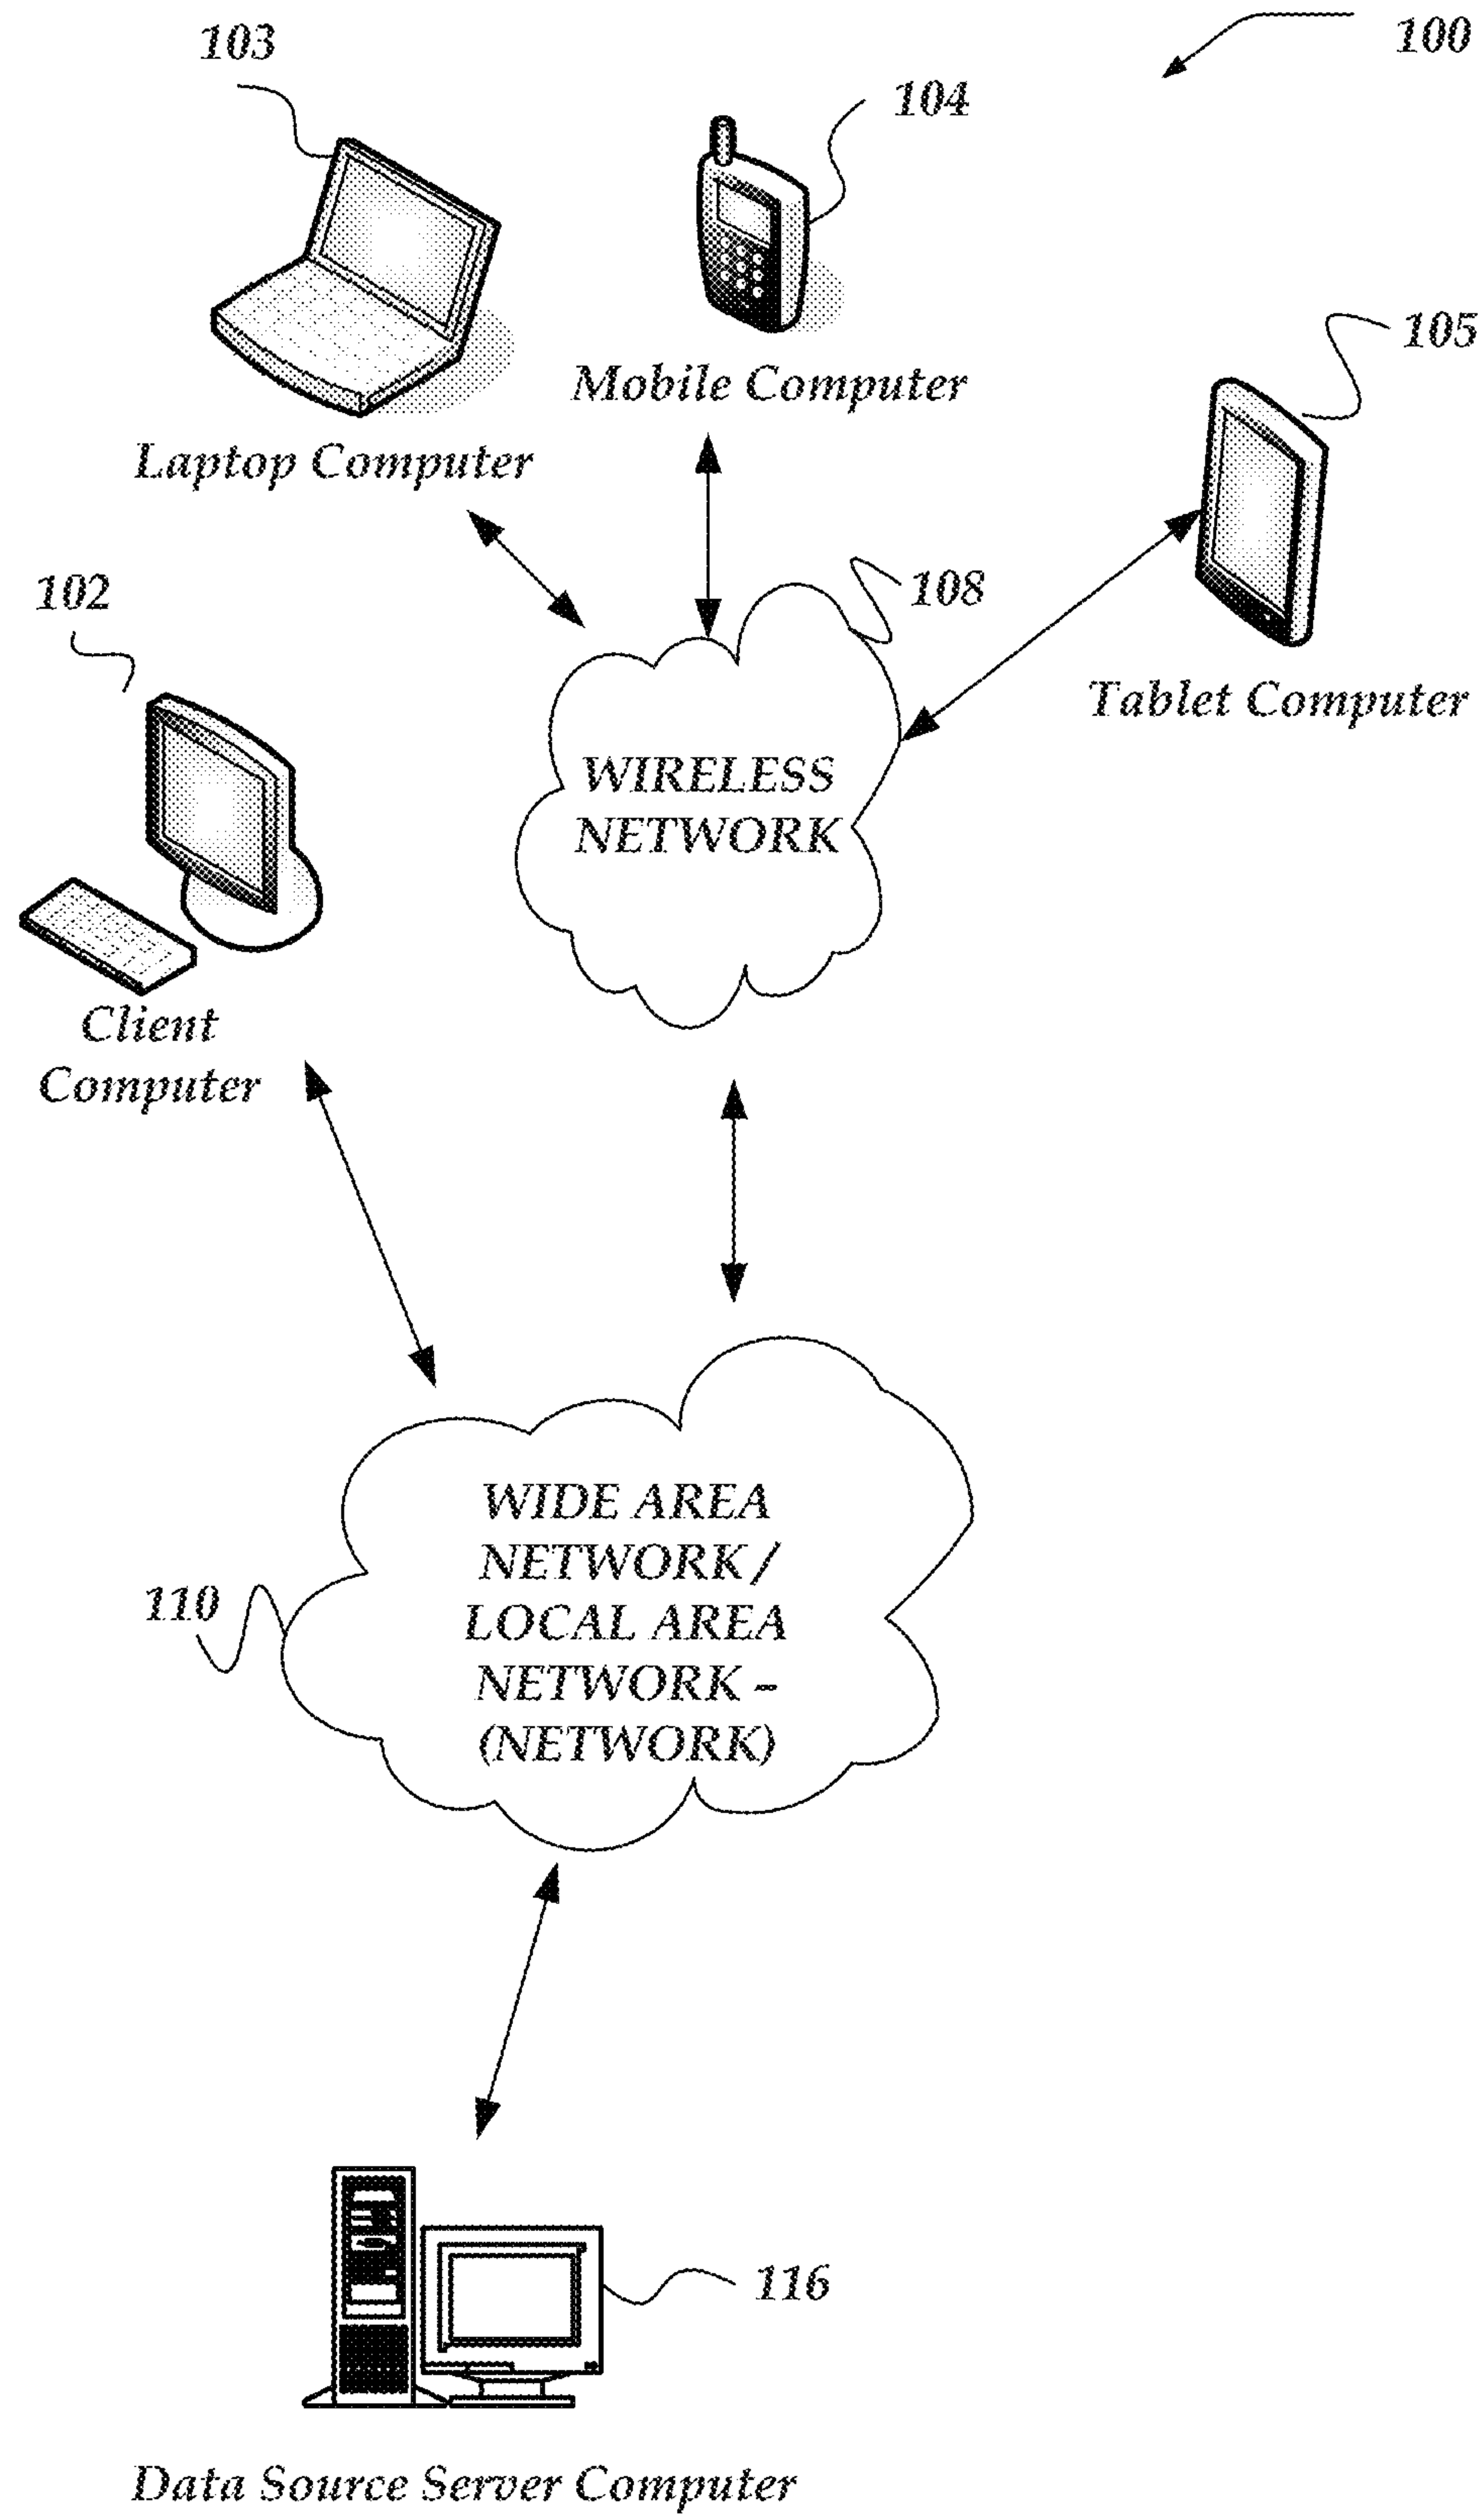 103
100
104
105
Mobile Computer
Laptop Computer
108
102
Tablet Computer
WIRELESS
NETWORK
Client
Computer
WIDE AREA
NETWORK /
LOCAL AREA
NETWORK –
(NETWORK)
110
116
Data Source Server Computer